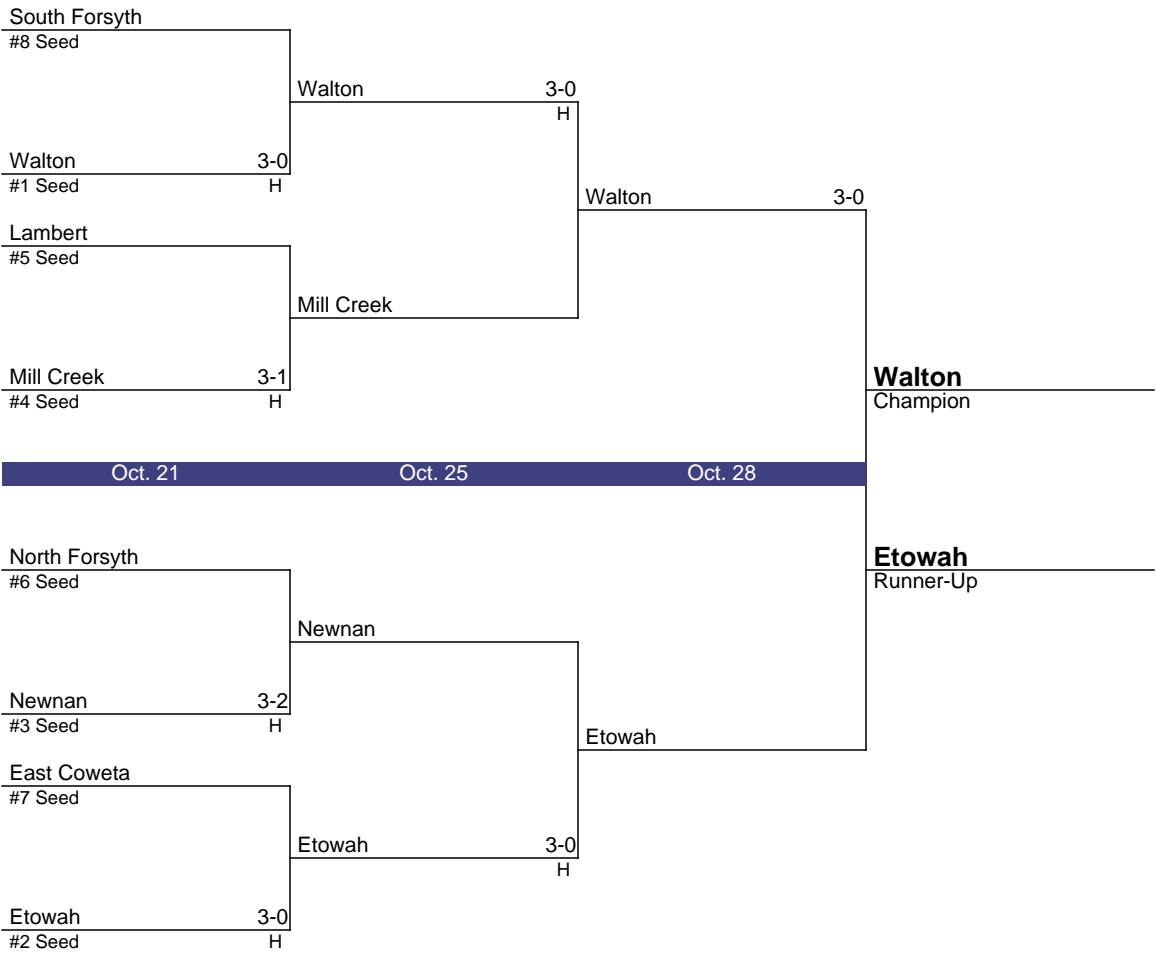 South Forsyth
#8 Seed
Walton 3-0
H
Walton 3-0
#1 Seed H
Walton 3-0
Lambert
#5 Seed
Mill Creek
Mill Creek 3-1
#4 Seed H
Walton
Champion
Oct. 21 Oct. 25 Oct. 28
North Forsyth
#6 Seed
Etowah
Runner-Up
Newnan
Newnan 3-2
#3 Seed H
Etowah
East Coweta
#7 Seed
Etowah 3-0
H
Etowah 3-0
#2 Seed H